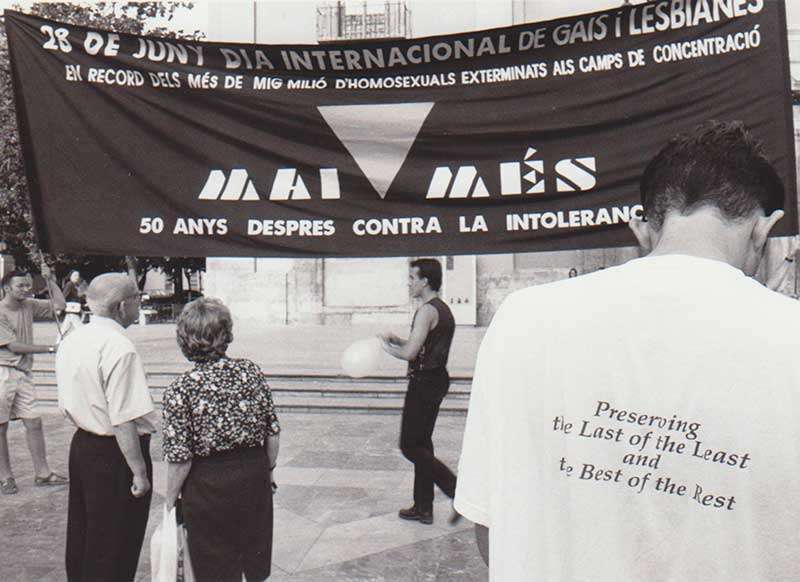 28 DE JUNY DIA INTERNACIONAL DE GAIS i LESBIANES
EN RECORD DELS MÉS DE MIG MILIÓ D'HOMOSEXUALS EXTERMINATS ALS CAMPS DE CONCENTRACIÓ
MAI MÉS
50 ANYS DESPRES CONTRA LA INTOLERANC
Preserving
the Last of the Least
and
the Best of the Rest